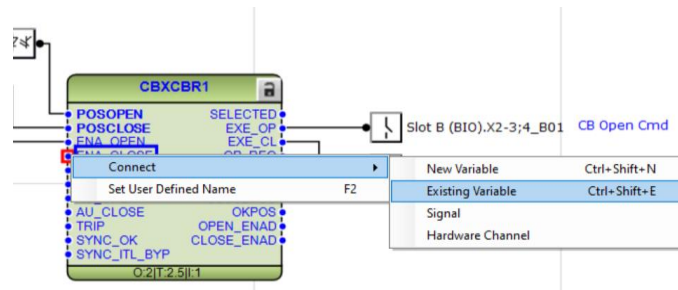 CBXCBR1
POSOPEN SELECTED
POSCLOSE EXE_OP
ENA_OPEN EXE_CL
ENA_CLOSE OP_REQ
Slot B (BIO).X2-3;4_B01 CB Open Cmd
Connect New Variable Ctrl+Shift+N
Set User Defined Name F2 Existing Variable Ctrl+Shift+E
Signal
Hardware Channel
AU_CLOSE OKPOS
TRIP OPEN_ENAD
SYNC_OK CLOSE_ENAD
SYNC_ITL_BYP
O:2|T:2.5|I:1